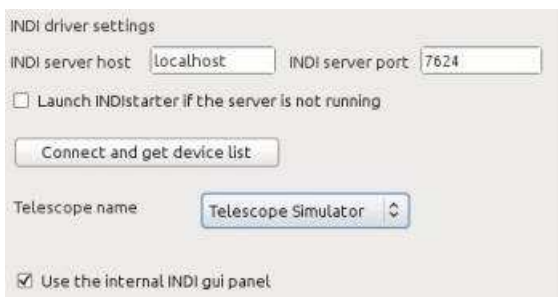 INDI driver settings
INDI server host localhost INDI server port 7624
Launch INDIstarter if the server is not running
Connect and get device list
Telescope name Telescope Simulator
Use the internal INDI gui panel